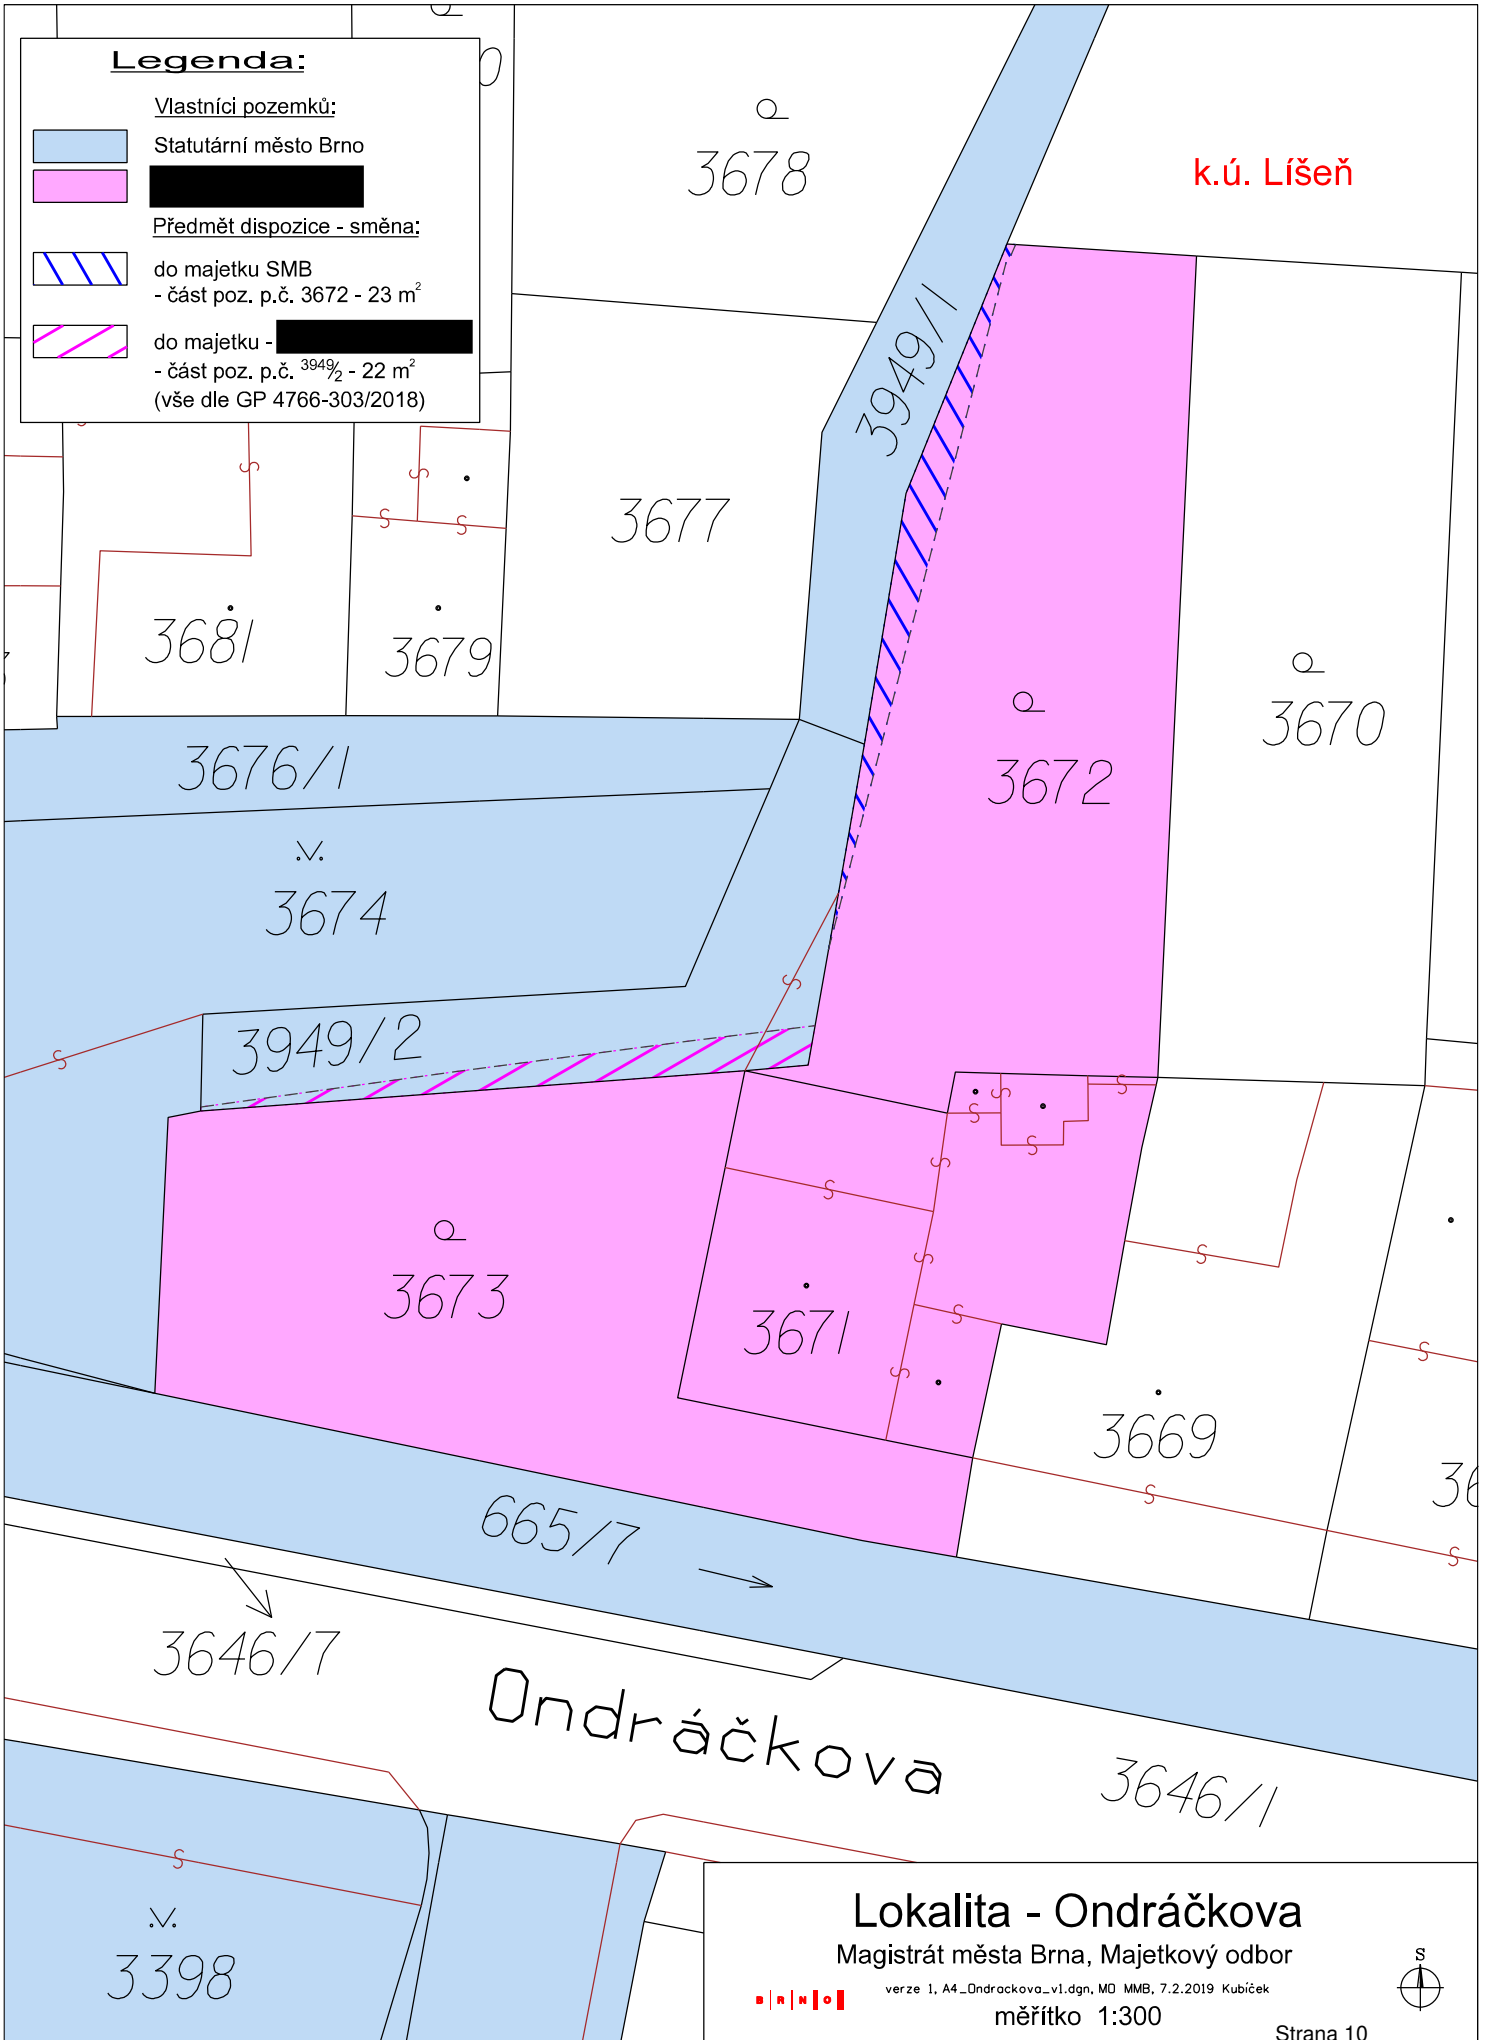 Legenda:
Vlastníci pozemků:
Statutární město Brno
Předmět dispozice - směna:
do majetku SMB
- část poz. p.č. 3672 - 23 m²
do majetku -
- část poz. p.č. 3949/2 - 22 m²
(vše dle GP 4766-303/2018)
k.ú. Líšeň
3678
3949/1
3677
3681
3679
3676/1
3670
3672
3674
3949/2
3673
3671
3669
665/7
3646/7
Ondráčkova
3646/1
3398
Lokalita - Ondráčkova
Magistrát města Brna, Majetkový odbor
verze 1, A4_Ondrackova_v1.dgn, MO MMB, 7.2.2019 Kubíček
BRNO
měřítko 1:300
S
Strana 10